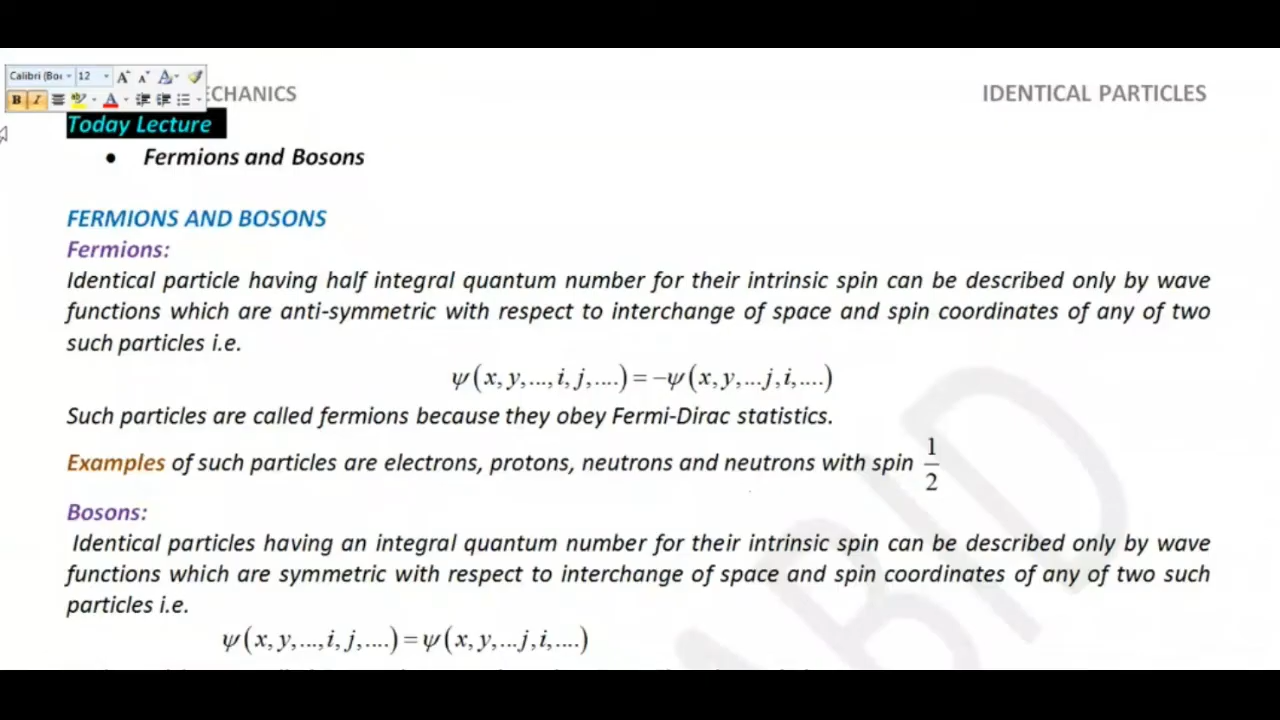 Calibri (Bo 12
ECHANICS IDENTICAL PARTICLES
Today Lecture
• Fermions and Bosons
FERMIONS AND BOSONS
Fermions:
Identical particle having half integral quantum number for their intrinsic spin can be described only by wave
functions which are anti-symmetric with respect to interchange of space and spin coordinates of any of two
such particles i.e.
ψ(x, y,..., i, j,....) = −ψ(x, y,...j,i,....)
Such particles are called fermions because they obey Fermi-Dirac statistics.
Examples of such particles are electrons, protons, neutrons and neutrons with spin 1/2
Bosons:
Identical particles having an integral quantum number for their intrinsic spin can be described only by wave
functions which are symmetric with respect to interchange of space and spin coordinates of any of two such
particles i.e.
ψ(x, y,...,i, j,....) = ψ(x, y,...j,i,....)